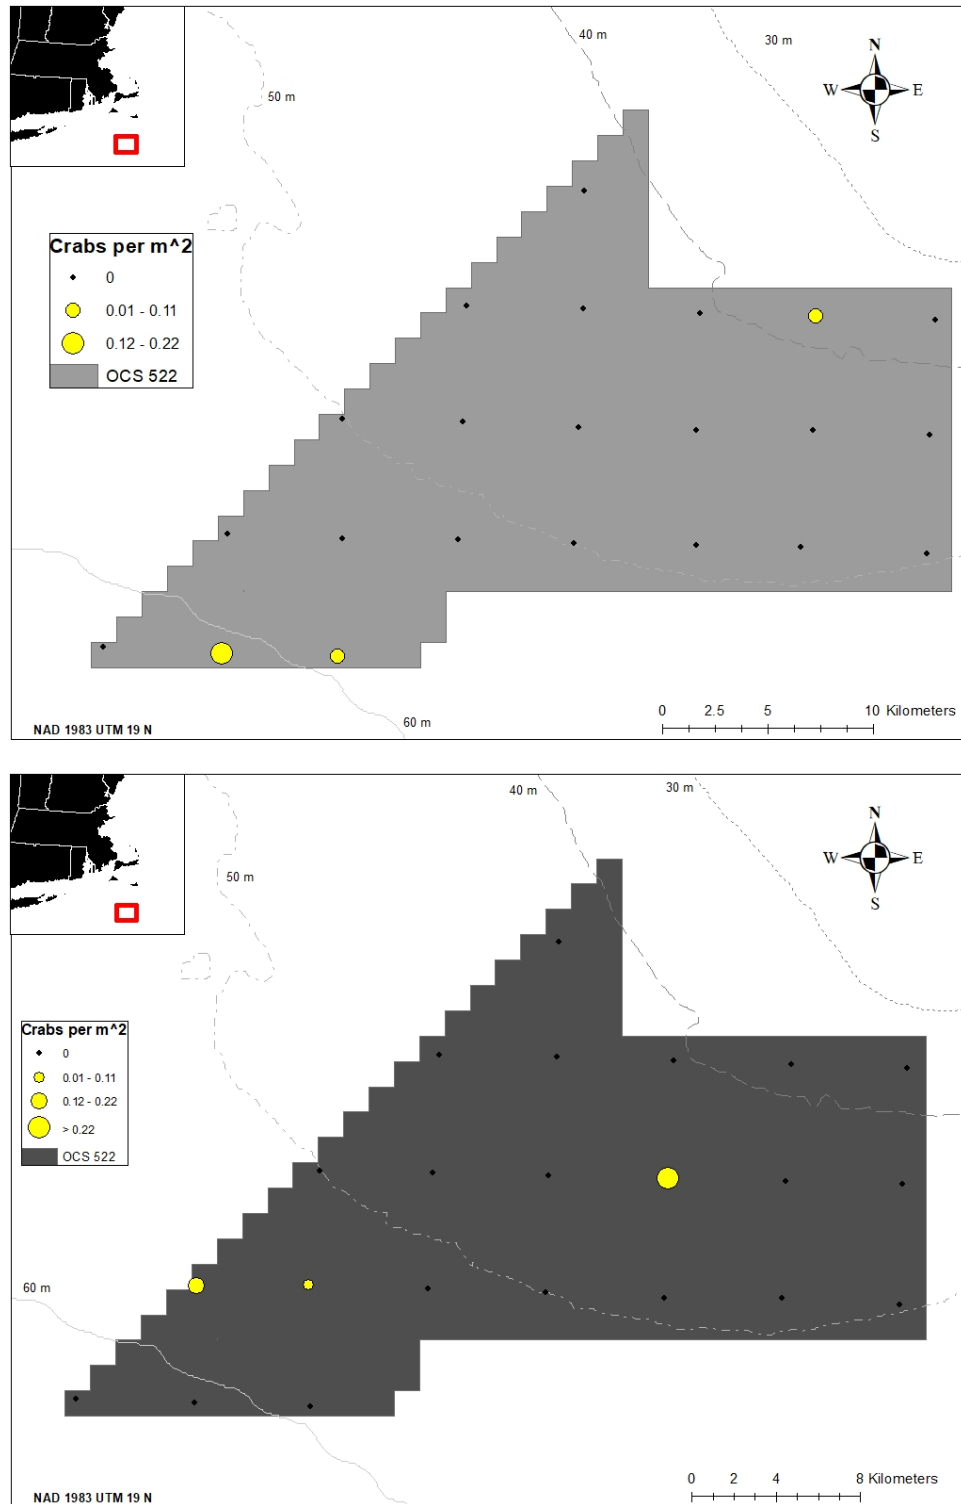 40 m
30 m
N
50 m
W E
S
Crabs per m^2
0
0.01 - 0.11
0.12 - 0.22
OCS 522
0 2.5 5 10 Kilometers
60 m
NAD 1983 UTM 19 N
40 m
30 m
N
W E
50 m
S
Crabs per m^2
0
0.01 - 0.11
0.12 - 0.22
> 0.22
OCS 522
60 m
0 2 4 8 Kilometers
NAD 1983 UTM 19 N